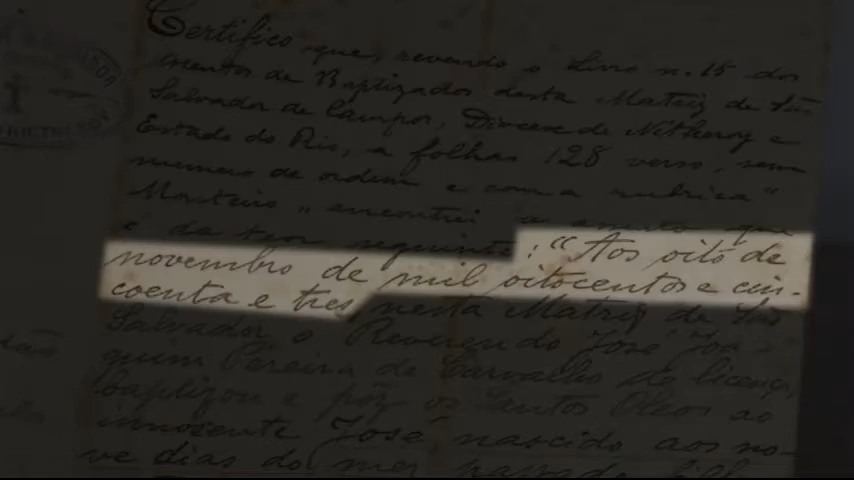 Certifico que, revendo o Livro n. 15 dos
mentos de Baptizados desta Matriz de São
Salvador de Campos, Diocese de Nitheroy e
Estado do Rio, a folhas 128 verso, sem
numero de ordem e com a rubrica "
Monteiro " encontrei o que
é do teor seguinte: "Aos oito de
novembro de mil oitocentos e cin-
coenta e tres nesta Matriz de São
Salvador o Reverendo José Joa-
quim Pereira de Carvalho de licença,
baptizou e poz os Santos Oleos ao
innocente José nascido aos no-
ve dias do mez passado